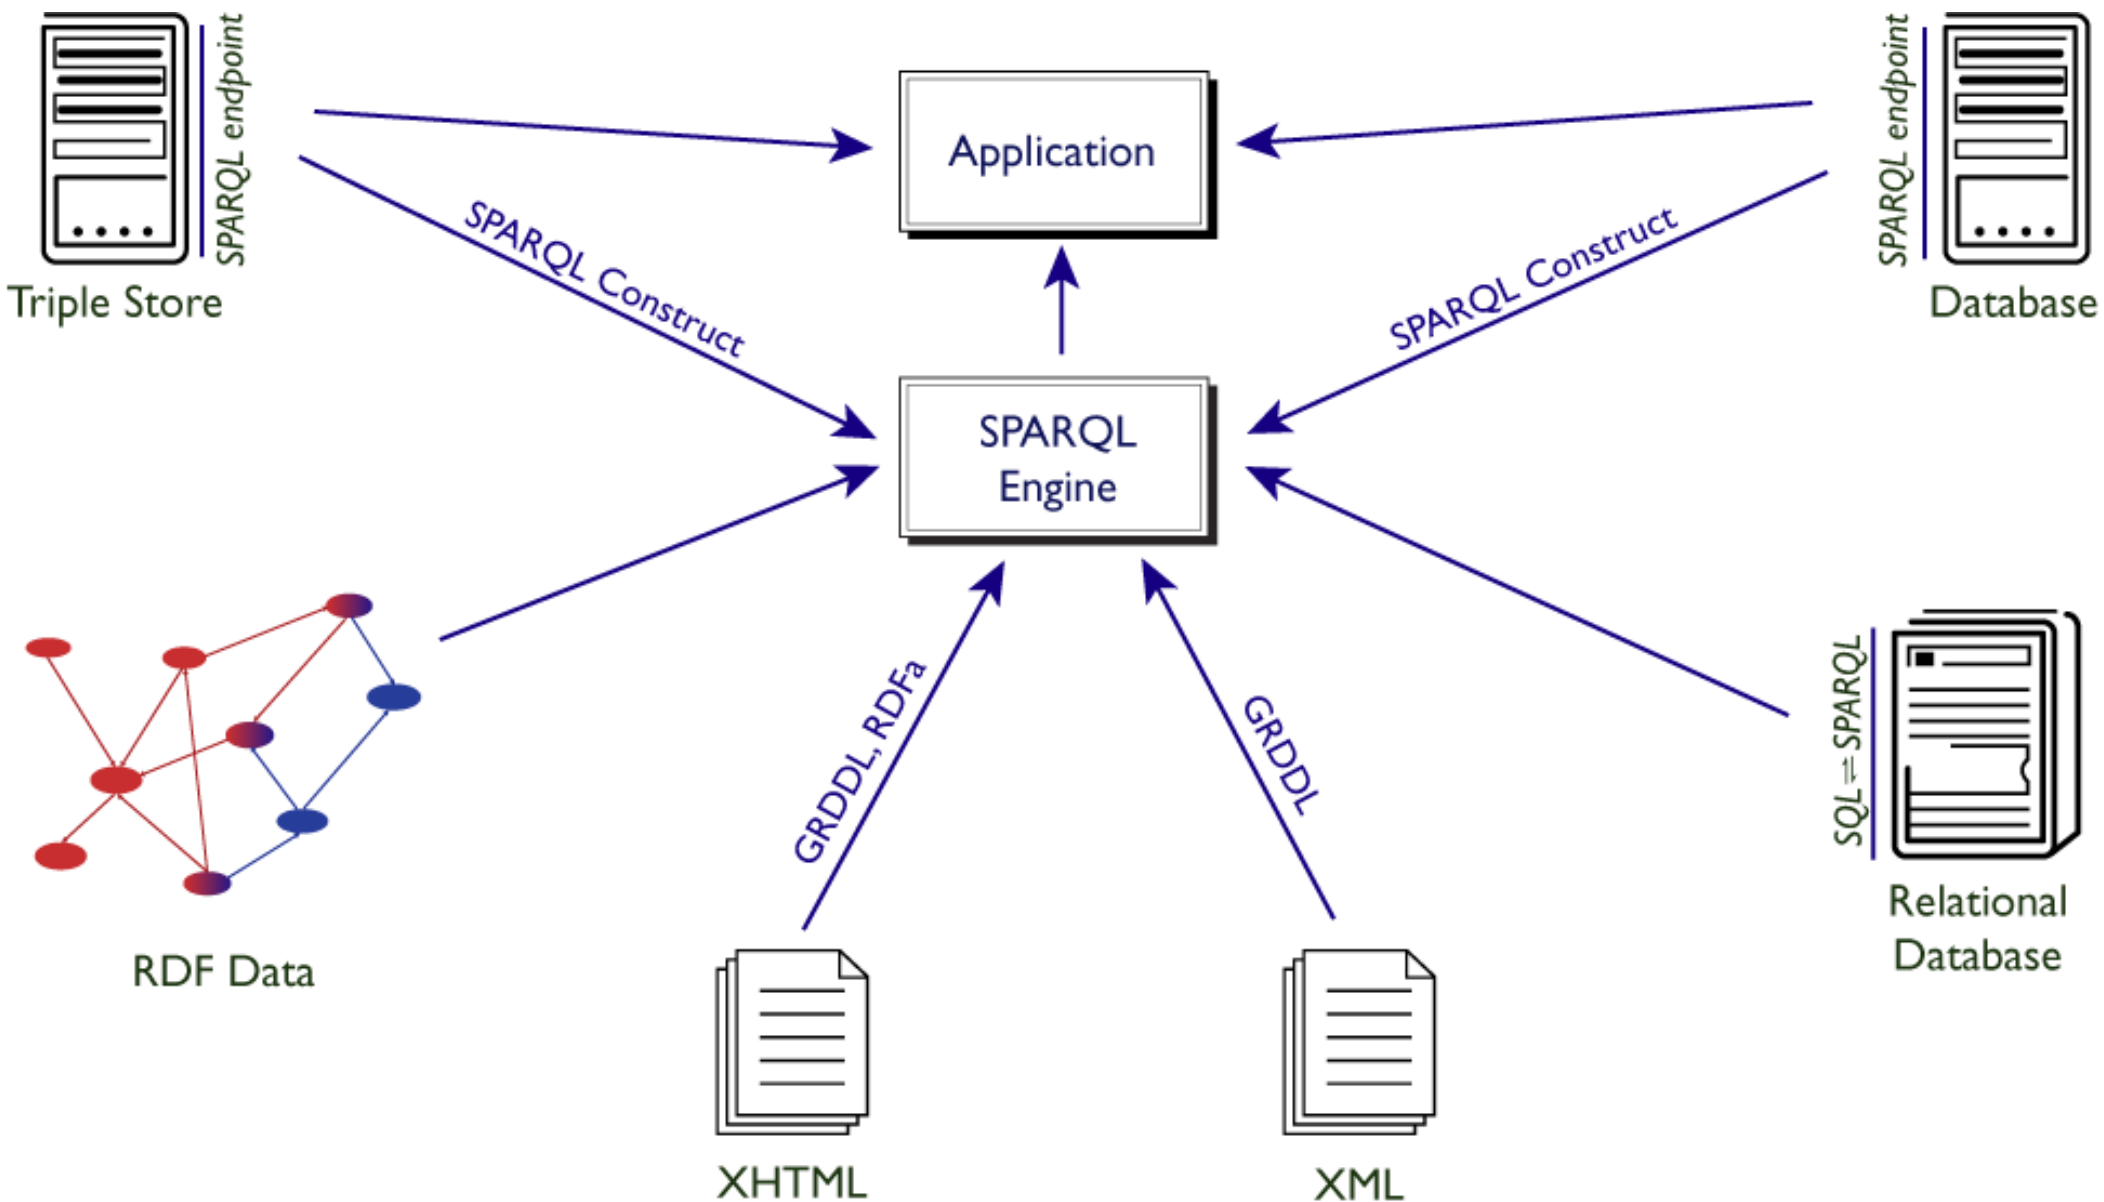 SPARQL endpoint
Triple Store
Application
SPARQL endpoint
Database
SPARQL Construct
SPARQL Construct
SPARQL
Engine
RDF Data
GRDDL, RDFa
GRDDL
SQL ⇌ SPARQL
Relational
Database
XHTML
XML